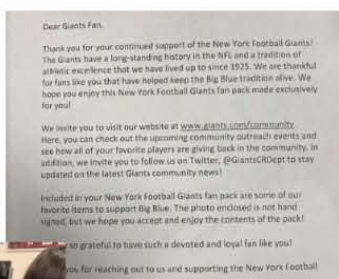 Dear Giants Fan,
Thank you for your continued support of the New York Football Giants!
The Giants have a long-standing history in the NFL and a tradition of
athletic excellence that we have lived up to since 1925. We are thankful
for fans like you that have helped keep the Big Blue tradition alive. We
hope you enjoy this New York Football Giants fan pack made exclusively
for you!
We invite you to visit our website at www.giants.com/community.
Here, you can check out the upcoming community outreach events and
see how all of your favorite players are giving back in the community. In
addition, we invite you to follow us on Twitter, @GiantsCRDept to stay
updated on the latest Giants community news!
Included in your New York Football Giants fan pack are some of our
favorite items to support Big Blue. The photo enclosed is not hand
signed, but we hope you accept and enjoy the contents of the pack!
so grateful to have such a devoted and loyal fan like you!
you for reaching out to us and supporting the New York Football